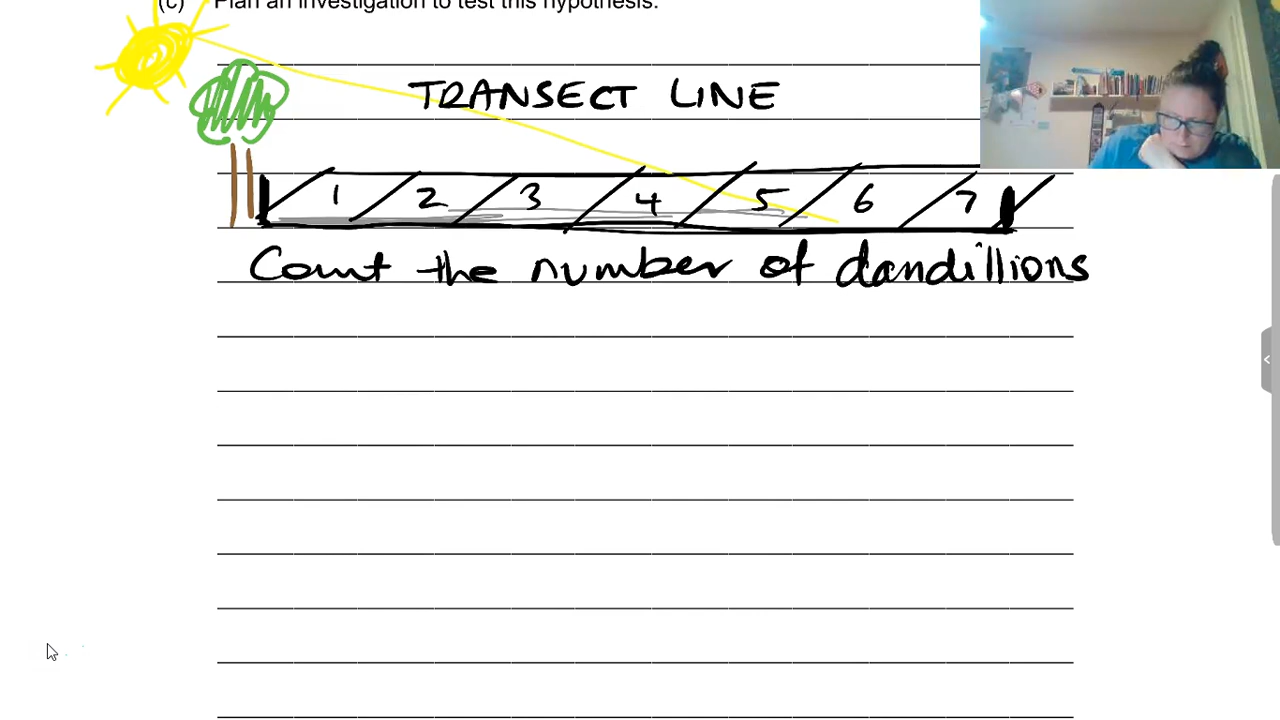 (c) Plan an investigation to test this hypothesis.
TRANSECT LINE
1 2 3 4 5 6 7
Count the number of dandillions